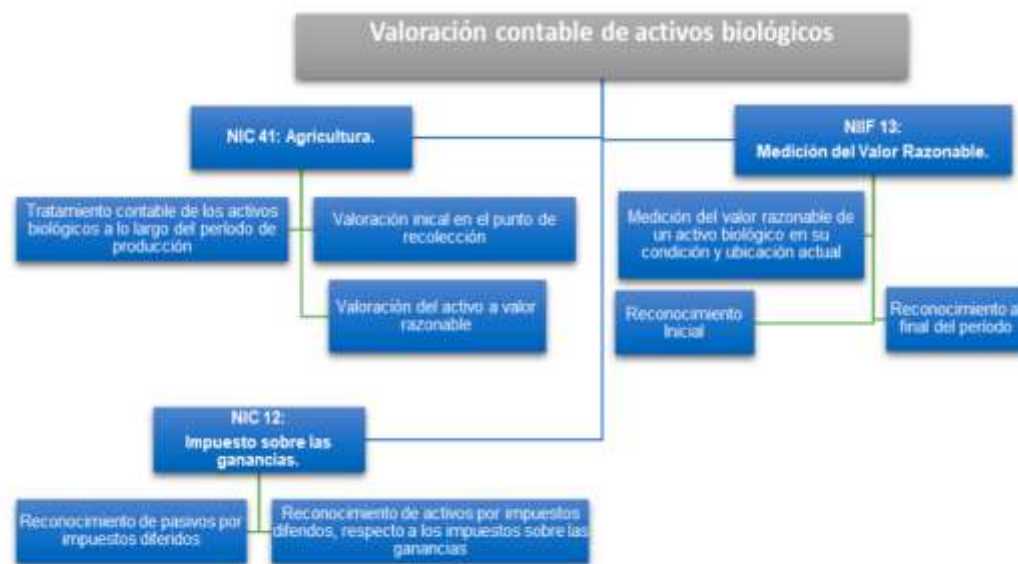 Valoración contable de activos biológicos
NIC 41: Agricultura.
NIIF 13:
Medición del Valor Razonable.
Tratamiento contable de los activos
biológicos a lo largo del período de
producción
Valoración inical en el punto de
recolección
Medición del valor razonable de
un activo biológico en su
condición y ubicación actual
Valoración del activo a valor
razonable
Reconocimiento
Inicial
Reconocimiento a
final del período
NIC 12:
Impuesto sobre las
ganancias.
Reconocimiento de pasivos por
impuestos diferidos
Reconocimiento de activos por impuestos
diferidos, respecto a los impuestos sobre las
ganancias